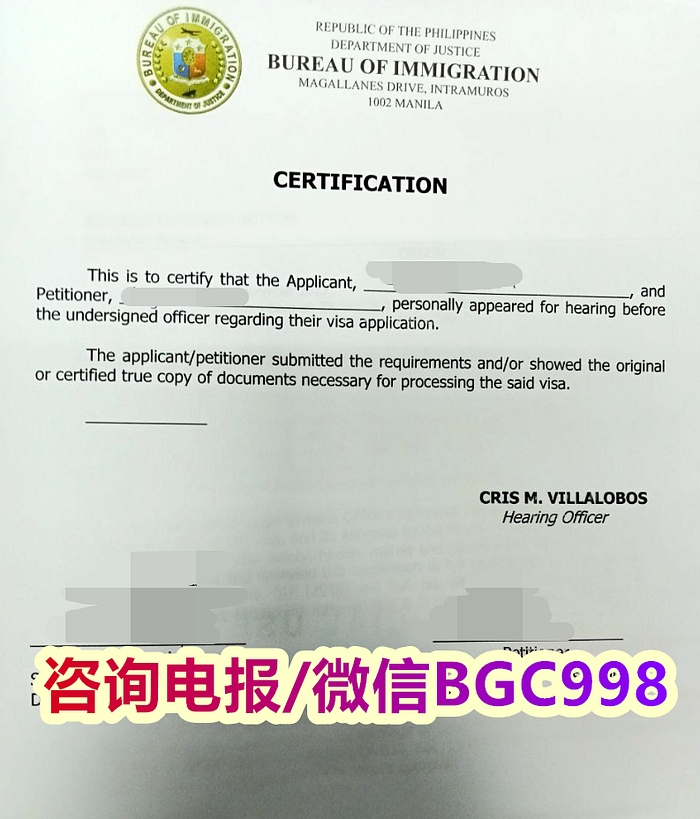 BUREAU OF IMMIGRATION
DEPARTMENT OF JUSTICE
REPUBLIC OF THE PHILIPPINES
DEPARTMENT OF JUSTICE
BUREAU OF IMMIGRATION
MAGALLANES DRIVE, INTRAMUROS
1002 MANILA
CERTIFICATION
This is to certify that the Applicant, , and
Petitioner, , personally appeared for hearing before
the undersigned officer regarding their visa application.
The applicant/petitioner submitted the requirements and/or showed the original
or certified true copy of documents necessary for processing the said visa.
CRIS M. VILLALOBOS
Hearing Officer
咨询电报/微信BGC998